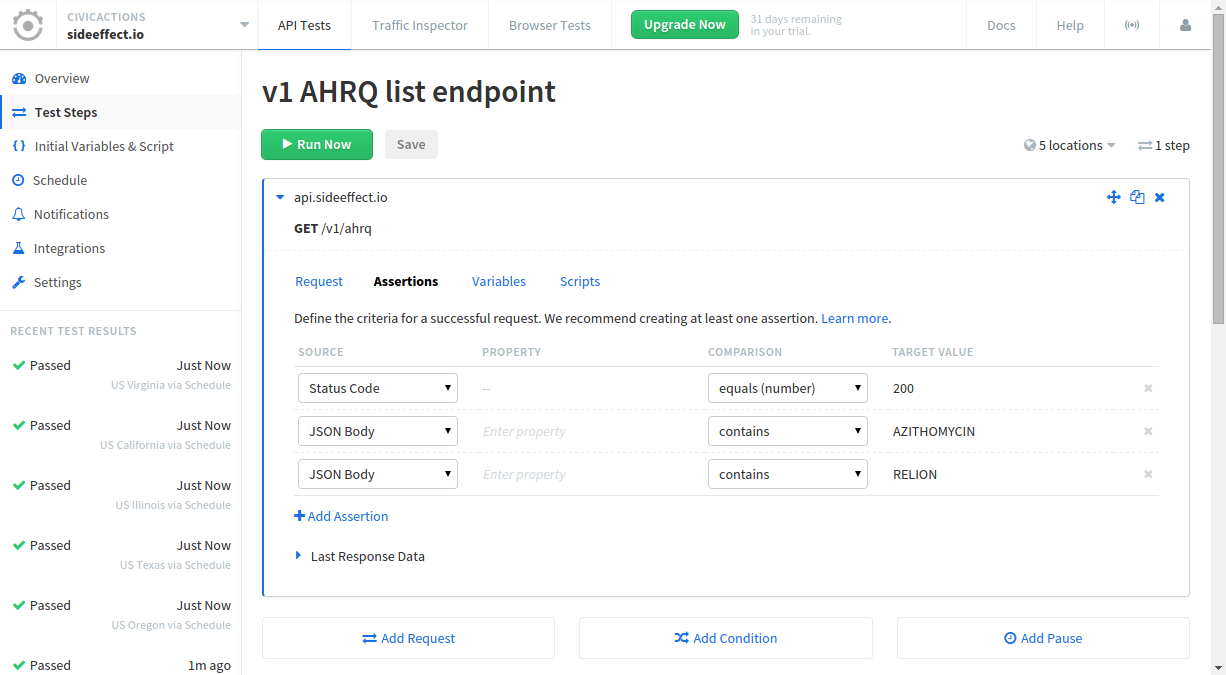 CIVICACTIONS
sideeffect.io
API Tests
Traffic Inspector
Browser Tests
Upgrade Now
31 days remaining
in your trial.
Docs
Help
Overview
Test Steps
Initial Variables & Script
Schedule
Notifications
Integrations
Settings
RECENT TEST RESULTS
Passed Just Now
US Virginia via Schedule
Passed Just Now
US California via Schedule
Passed Just Now
US Illinois via Schedule
Passed Just Now
US Texas via Schedule
Passed Just Now
US Oregon via Schedule
Passed 1m ago
v1 AHRQ list endpoint
Run Now Save
5 locations 1 step
api.sideeffect.io
GET /v1/ahrq
Request Assertions Variables Scripts
Define the criteria for a successful request. We recommend creating at least one assertion. Learn more.
SOURCE PROPERTY COMPARISON TARGET VALUE
Status Code -- equals (number) 200
JSON Body Enter property contains AZITHOMYCIN
JSON Body Enter property contains RELION
Add Assertion
Last Response Data
Add Request Add Condition Add Pause